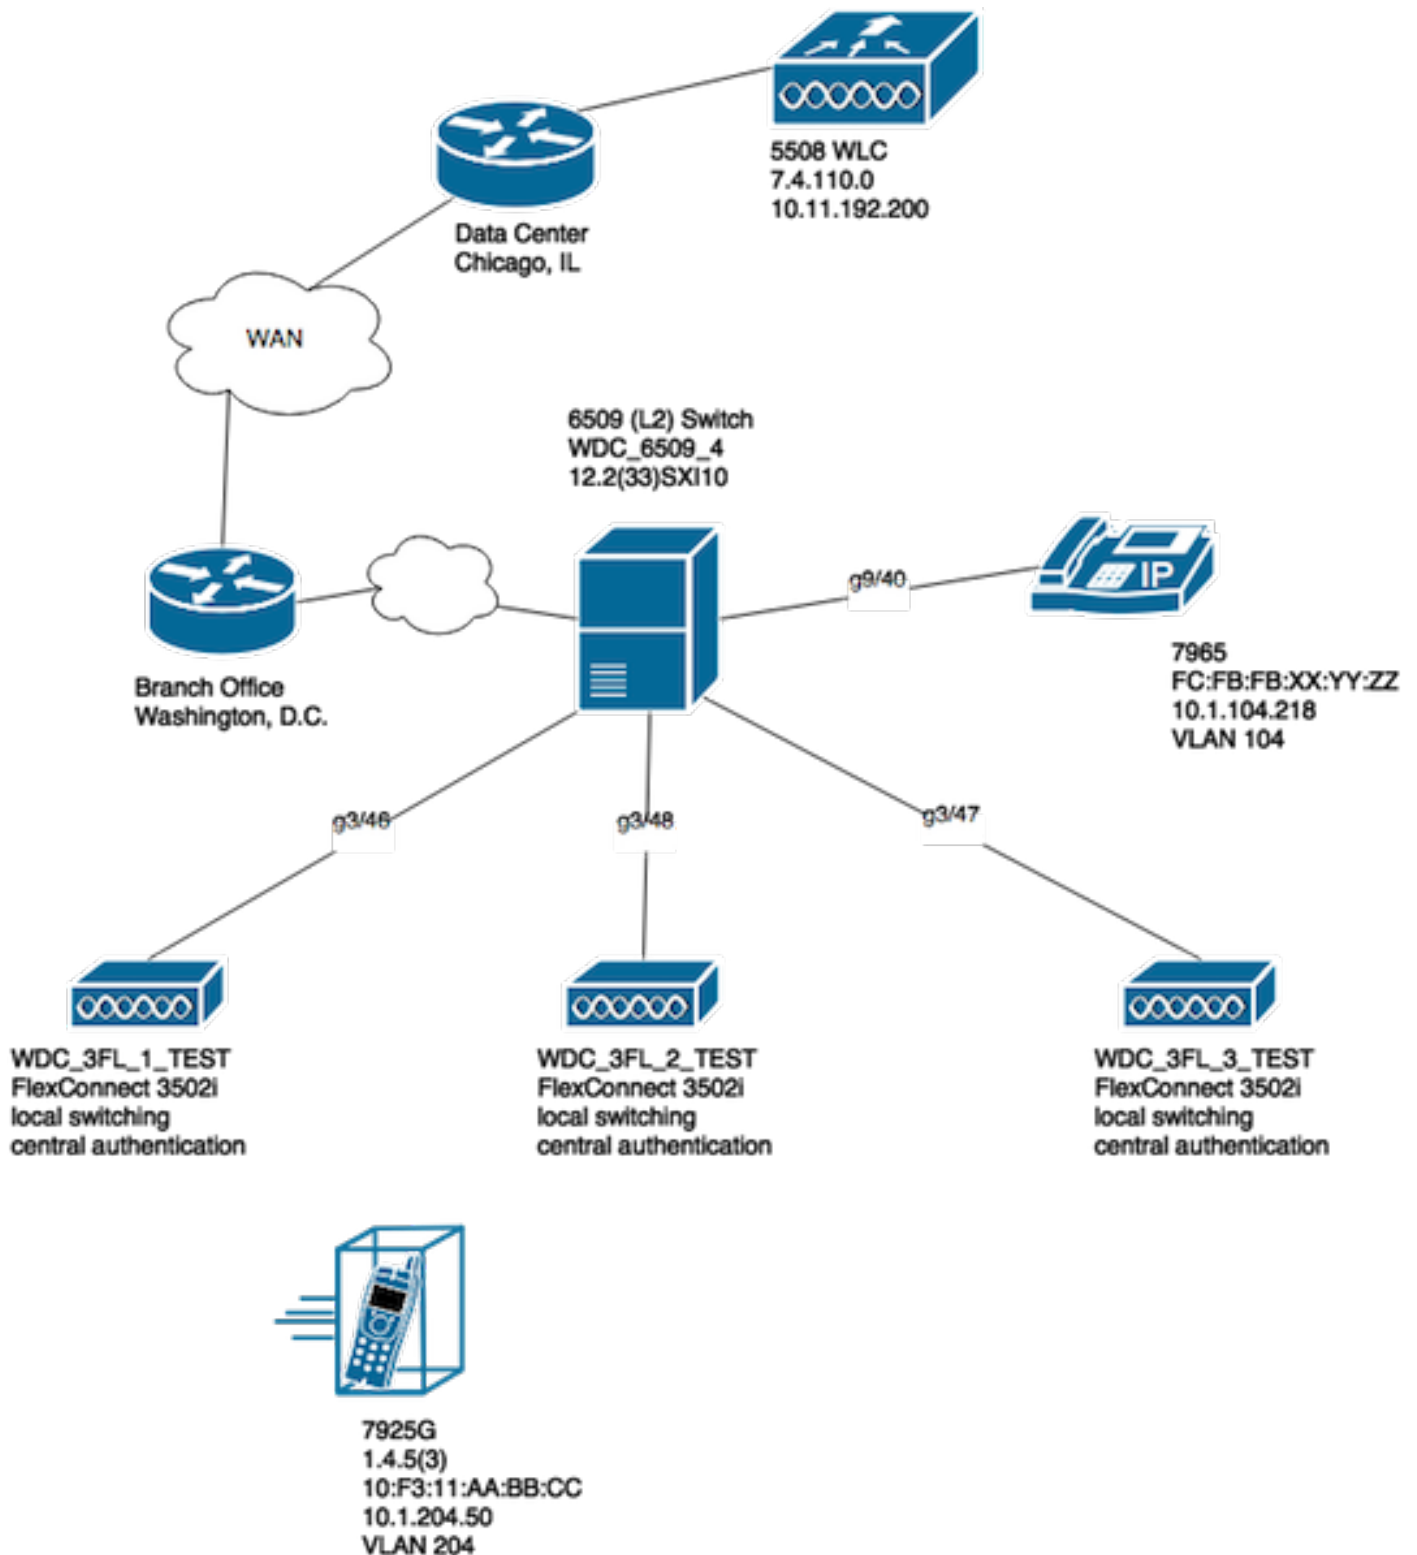 5508 WLC
7.4.110.0
10.11.192.200
Data Center
Chicago, IL
WAN
6509 (L2) Switch
WDC_6509_4
12.2(33)SXI10
g9/40
IP
7965
FC:FB:FB:XX:YY:ZZ
10.1.104.218
VLAN 104
Branch Office
Washington, D.C.
g3/46
g3/48
g3/47
WDC_3FL_1_TEST
FlexConnect 3502i
local switching
central authentication
WDC_3FL_2_TEST
FlexConnect 3502i
local switching
central authentication
WDC_3FL_3_TEST
FlexConnect 3502i
local switching
central authentication
7925G
1.4.5(3)
10:F3:11:AA:BB:CC
10.1.204.50
VLAN 204